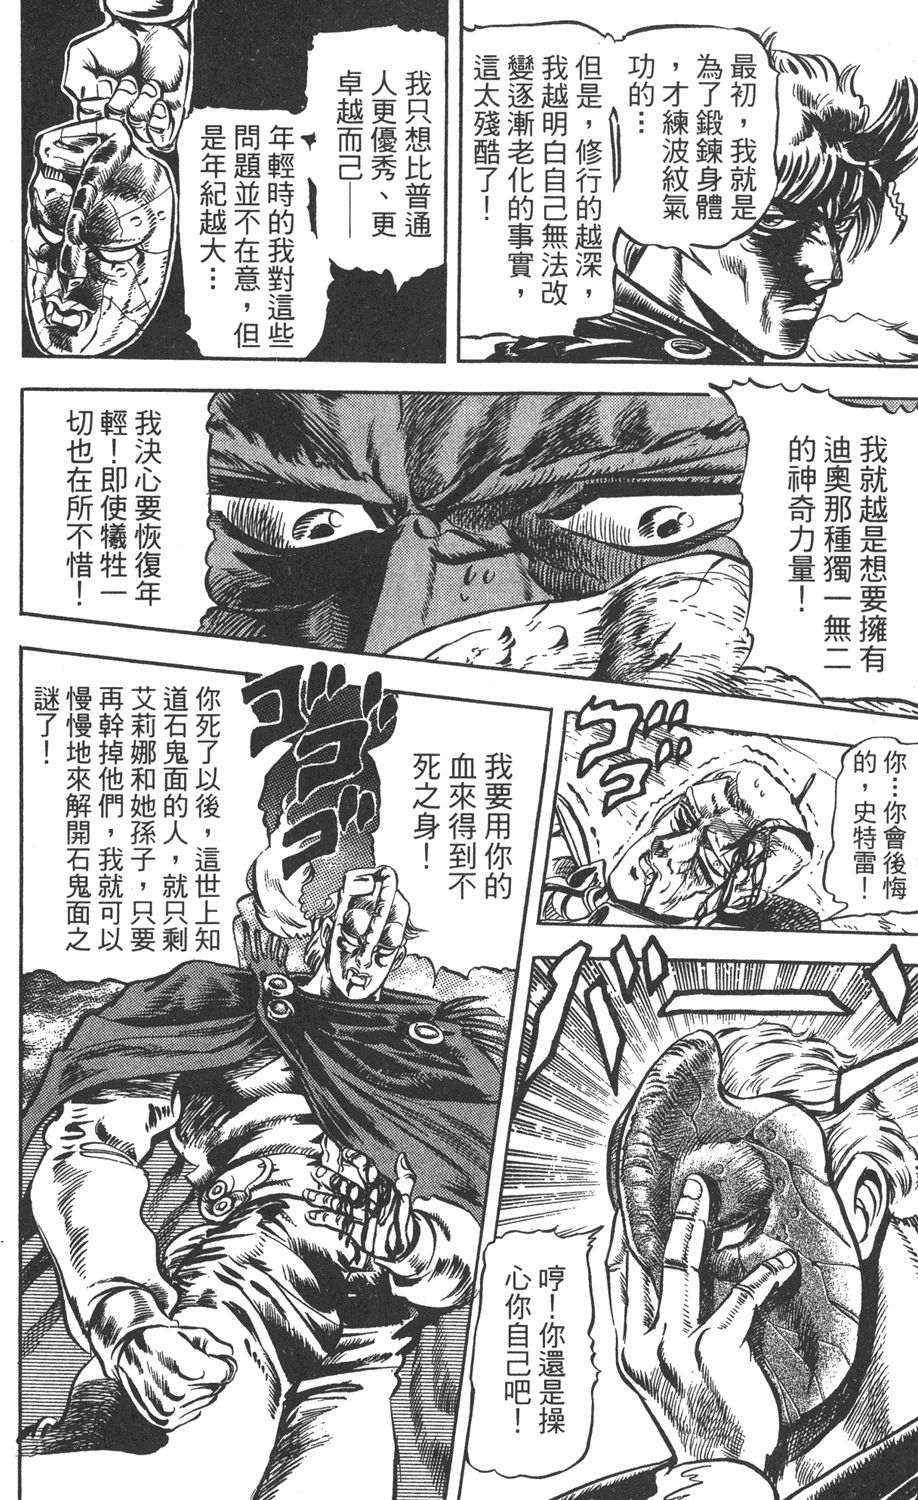 最初，我就是
為了鍛鍊身體
，才練波紋氣
功的…
但是，修行的越深，
我越明白自己無法改
變逐漸老化的事實，
這太殘酷了！
我只想比普通
人更優秀、更
卓越而己——
年輕時的我對這些
問題並不在意，但
是年紀越大…
我就越是想要擁有
迪奧那種獨一無二
的神奇力量！
我決心要恢復年
輕！即使犧牲一
切也在所不惜！
你…你會後悔
的，史特雷！
ゴゴ
我要用你的
血來得到不
死之身！
ゴゴゴ
你死了以後，這世上知
道石鬼面的人，就只剩
艾莉娜和她孫子，只要
再幹掉他們，我就可以
慢慢地來解開石鬼面之
謎了！
哼！你還是操
心你自己吧！